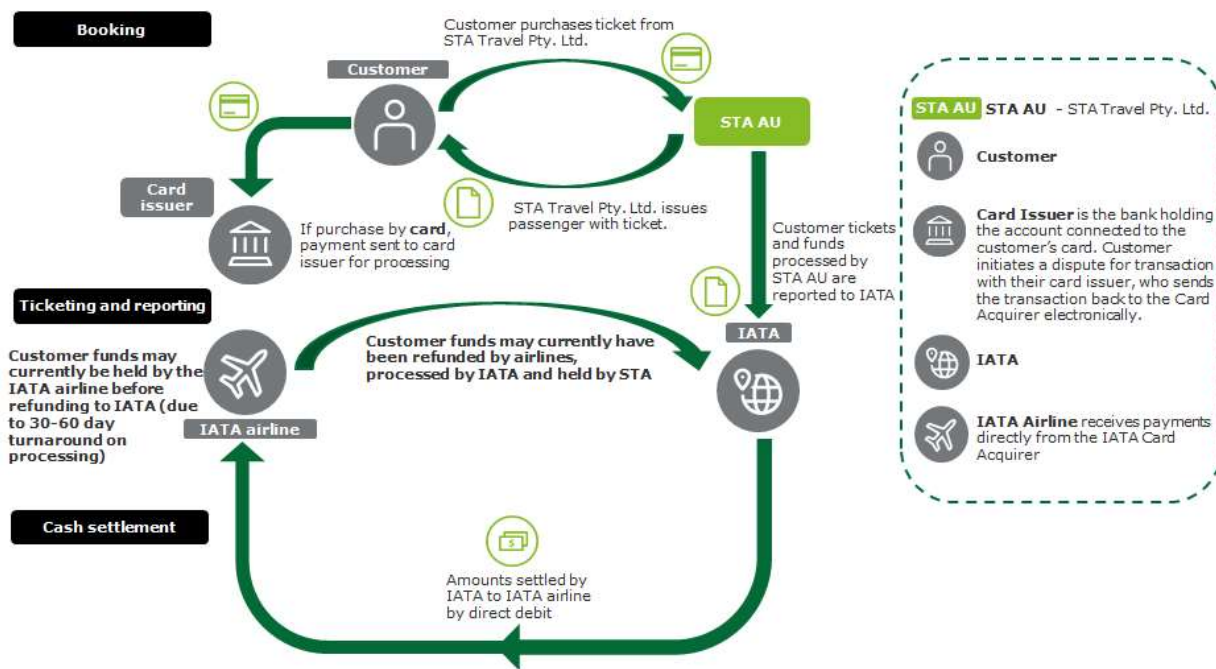 Booking
Customer purchases ticket from
STA Travel Pty. Ltd.
Customer
STA AU
Card
issuer
If purchase by card,
payment sent to card
issuer for processing
STA Travel Pty. Ltd. issues
passenger with ticket.
Customer tickets
and funds
processed by
STA AU are
reported to IATA
Ticketing and reporting
Customer funds may
currently be held by the
IATA airline before
refunding to IATA (due
to 30-60 day
turnaround on
processing)
IATA airline
Customer funds may currently have
been refunded by airlines,
processed by IATA and held by STA
IATA
Cash settlement
$
Amounts settled by
IATA to IATA airline
by direct debit
STA AU STA AU - STA Travel Pty. Ltd.
Customer
Card Issuer is the bank holding
the account connected to the
customer's card. Customer
initiates a dispute for transaction
with their card issuer, who sends
the transaction back to the Card
Acquirer electronically.
IATA
IATA Airline receives payments
directly from the IATA Card
Acquirer